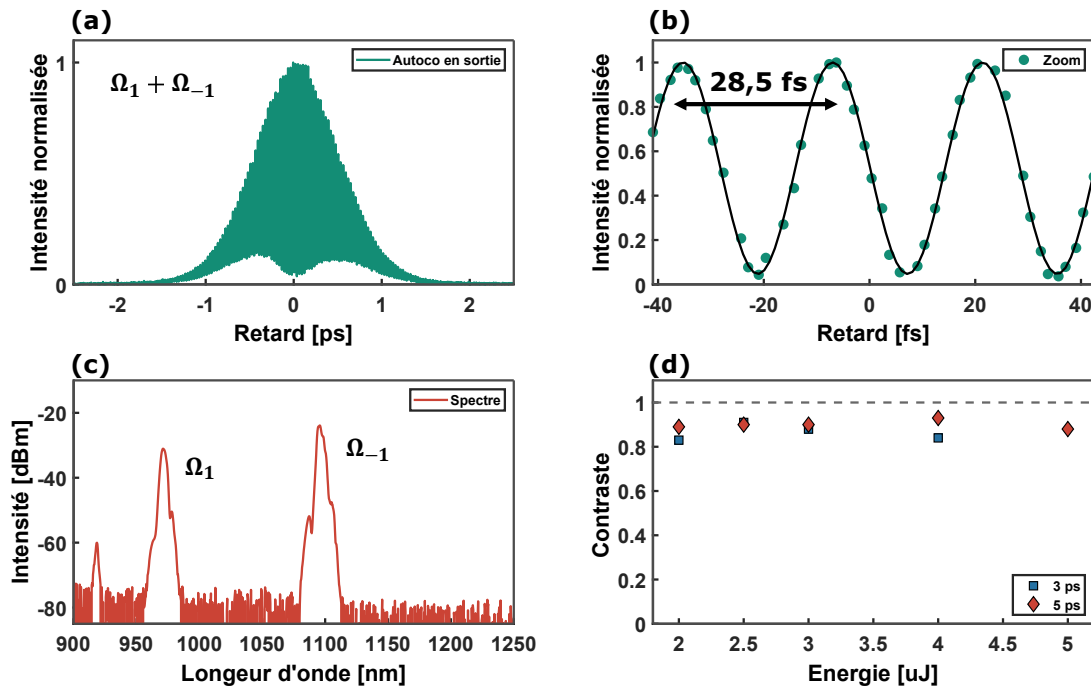 (a)
Intensité normalisée
1
0
Autoco en sortie
Ω₁ + Ω₋₁
-2 -1 0 1 2
Retard [ps]
(b)
Intensité normalisée
1
0.8
0.6
0.4
0.2
0
Zoom
28,5 fs
-40 -20 0 20 40
Retard [fs]
(c)
Intensité [dBm]
-20
-40
-60
-80
Spectre
Ω₁
Ω₋₁
900 950 1000 1050 1100 1150 1200 1250
Longeur d'onde [nm]
(d)
Contraste
1
0.8
0.6
0.4
0.2
0
3 ps
5 ps
2 2.5 3 3.5 4 4.5 5
Energie [uJ]